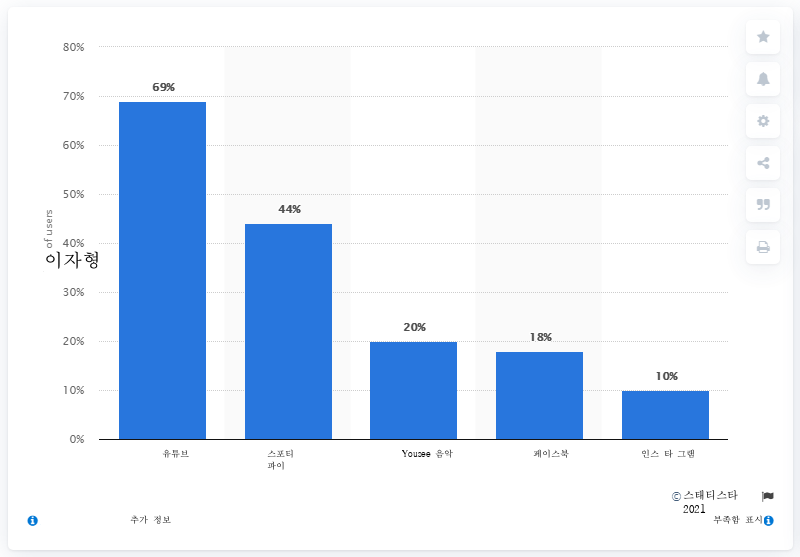 80%
69%
70%
60%
50%
44%
of users
40%
이자형
30%
20%
20%
18%
10%
10%
0%
유튜브
스포티
파이
Yousee 음악
페이스북
인스 타 그램
© 스태티스타
2021
추가 정보
부족함 표시